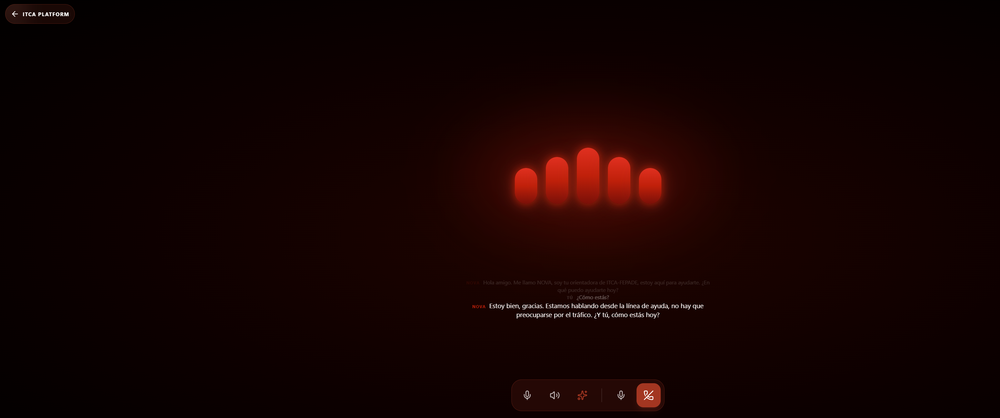 ITCA PLATFORM
NOVA Hola amigo. Me llamo NOVA, soy tu orientadora de ITCA-FEPADE, estoy aquí para ayudarte. ¿En
qué puedo ayudarte hoy?
TÚ ¿Cómo estás?
NOVA Estoy bien, gracias. Estamos hablando desde la línea de ayuda, no hay que
preocuparse por el tráfico. ¿Y tú, cómo estás hoy?